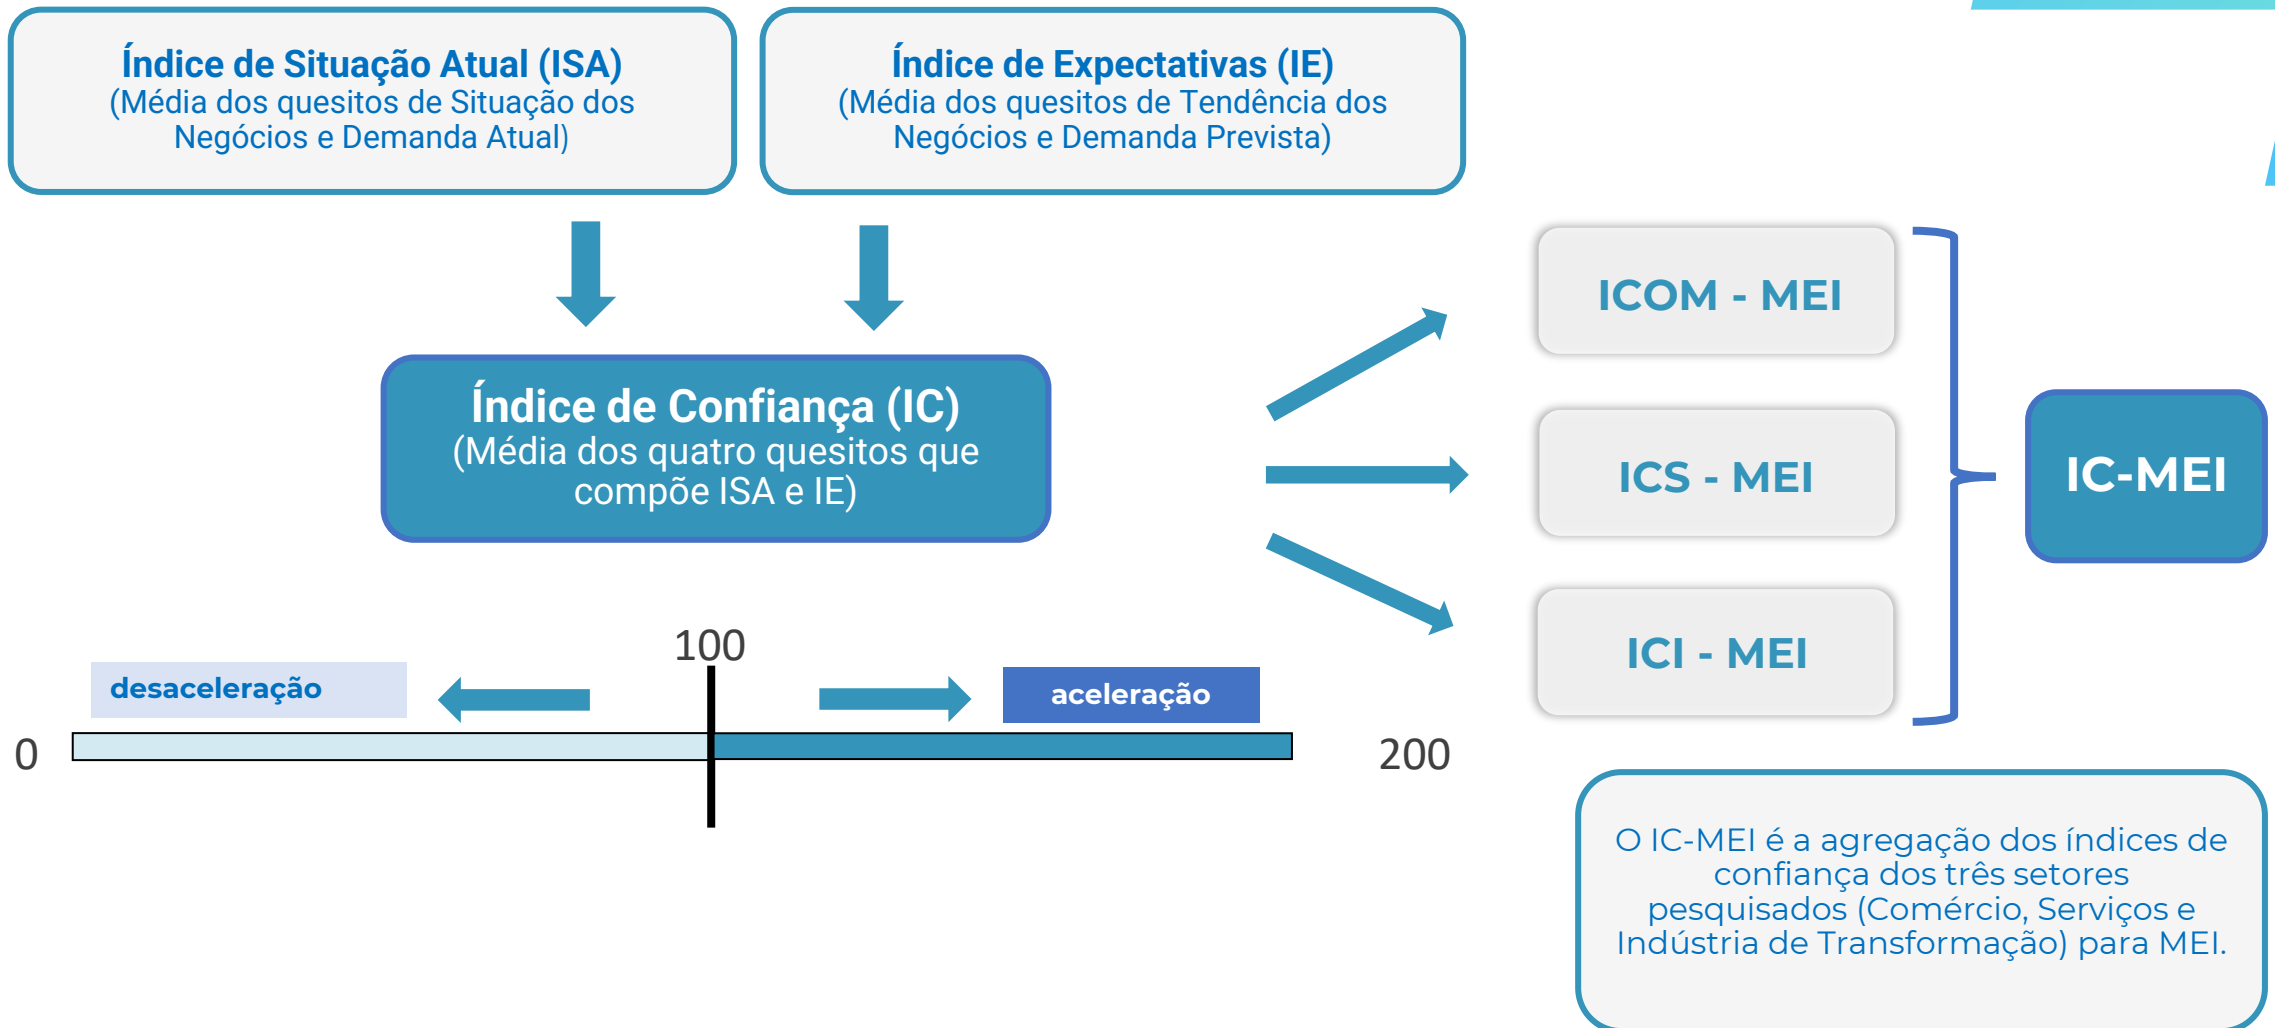 Índice de Situação Atual (ISA)
(Média dos quesitos de Situação dos
Negócios e Demanda Atual)
Índice de Expectativas (IE)
(Média dos quesitos de Tendência dos
Negócios e Demanda Prevista)
Índice de Confiança (IC)
(Média dos quatro quesitos que
compõe ISA e IE)
ICOM - MEI
ICS - MEI
ICI - MEI
IC-MEI
100
desaceleração
aceleração
0
200
O IC-MEI é a agregação dos índices de
confiança dos três setores
pesquisados (Comércio, Serviços e
Indústria de Transformação) para MEI.